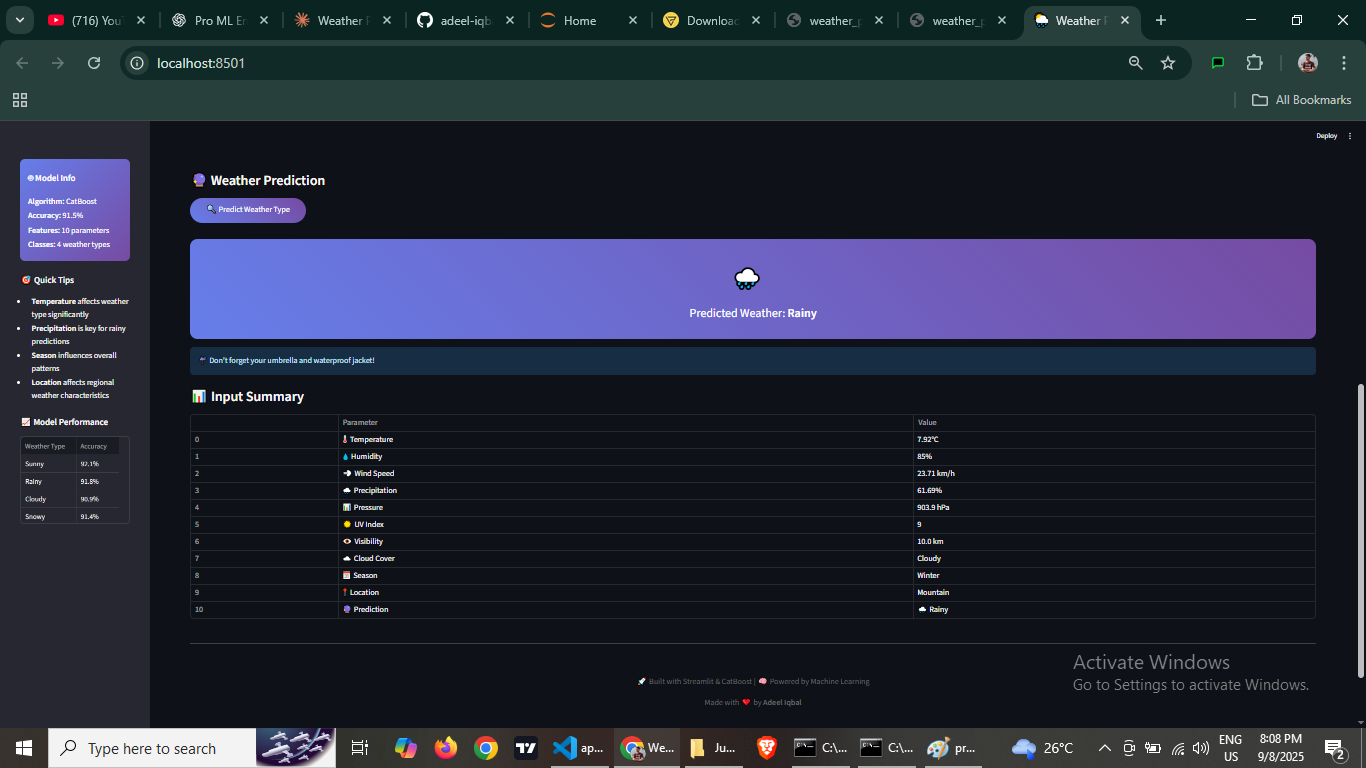 (716) You
Pro ML En
Weather P
adeel-iqb
Home
Downloac
weather_p
weather_p
Weather P
localhost:8501
All Bookmarks
Deploy
Model Info
Algorithm: CatBoost
Accuracy: 91.5%
Features: 10 parameters
Classes: 4 weather types
Quick Tips
Temperature affects weather
type significantly
Precipitation is key for rainy
predictions
Season influences overall
patterns
Location affects regional
weather characteristics
Model Performance
Weather Type Accuracy
Sunny 92.1%
Rainy 91.8%
Cloudy 90.9%
Snowy 91.4%
Weather Prediction
Predict Weather Type
Predicted Weather: Rainy
Don't forget your umbrella and waterproof jacket!
Input Summary
Parameter Value
0 Temperature 7.92°C
1 Humidity 85%
2 Wind Speed 23.71 km/h
3 Precipitation 61.69%
4 Pressure 903.9 hPa
5 UV Index 9
6 Visibility 10.0 km
7 Cloud Cover Cloudy
8 Season Winter
9 Location Mountain
10 Prediction Rainy
Built with Streamlit & CatBoost | Powered by Machine Learning
Made with ❤️ by Adeel Iqbal
Activate Windows
Go to Settings to activate Windows.
Type here to search
ap...
We...
Ju...
C:\...
C:\...
pr...
26°C
ENG
US
8:08 PM
9/8/2025
2